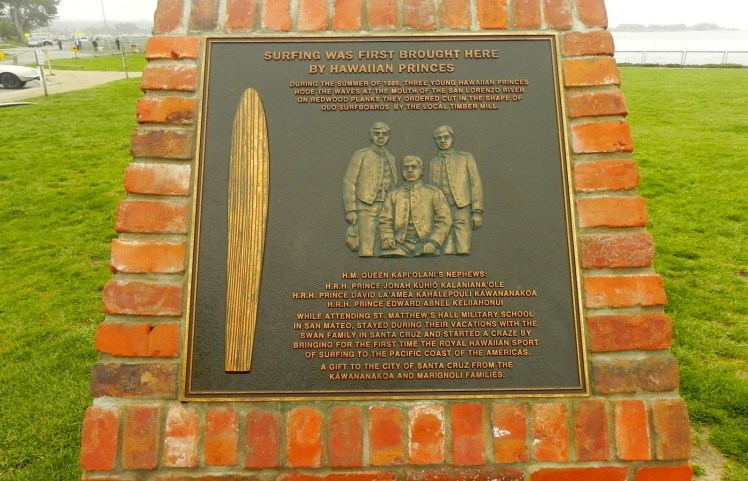 SURFING WAS FIRST BROUGHT HERE
BY HAWAIIAN PRINCES
DURING THE SUMMER OF 1885, THREE YOUNG HAWAIIAN PRINCES
RODE THE WAVES AT THE MOUTH OF THE SAN LORENZO RIVER
ON REDWOOD PLANKS THEY ORDERED CUT IN THE SHAPE OF
OLO SURFBOARDS BY THE LOCAL TIMBER MILL.
H.M. QUEEN KAPI'OLANI'S NEPHEWS:
H.R.H. PRINCE JONAH KŪHIŌ KALANIANA'OLE
H.R.H. PRINCE DAVID LA'AMEA KAHALEPOULI KAWĀNANAKOA
H.R.H. PRINCE EDWARD ABNEL KELIIAHONUI
WHILE ATTENDING ST. MATTHEW'S HALL MILITARY SCHOOL
IN SAN MATEO, STAYED DURING THEIR VACATIONS WITH THE
SWAN FAMILY IN SANTA CRUZ AND STARTED A CRAZE BY
BRINGING FOR THE FIRST TIME THE ROYAL HAWAIIAN SPORT
OF SURFING TO THE PACIFIC COAST OF THE AMERICAS.
A GIFT TO THE CITY OF SANTA CRUZ FROM THE
KĀWANANAKOA AND MARIGNOLI FAMILIES.